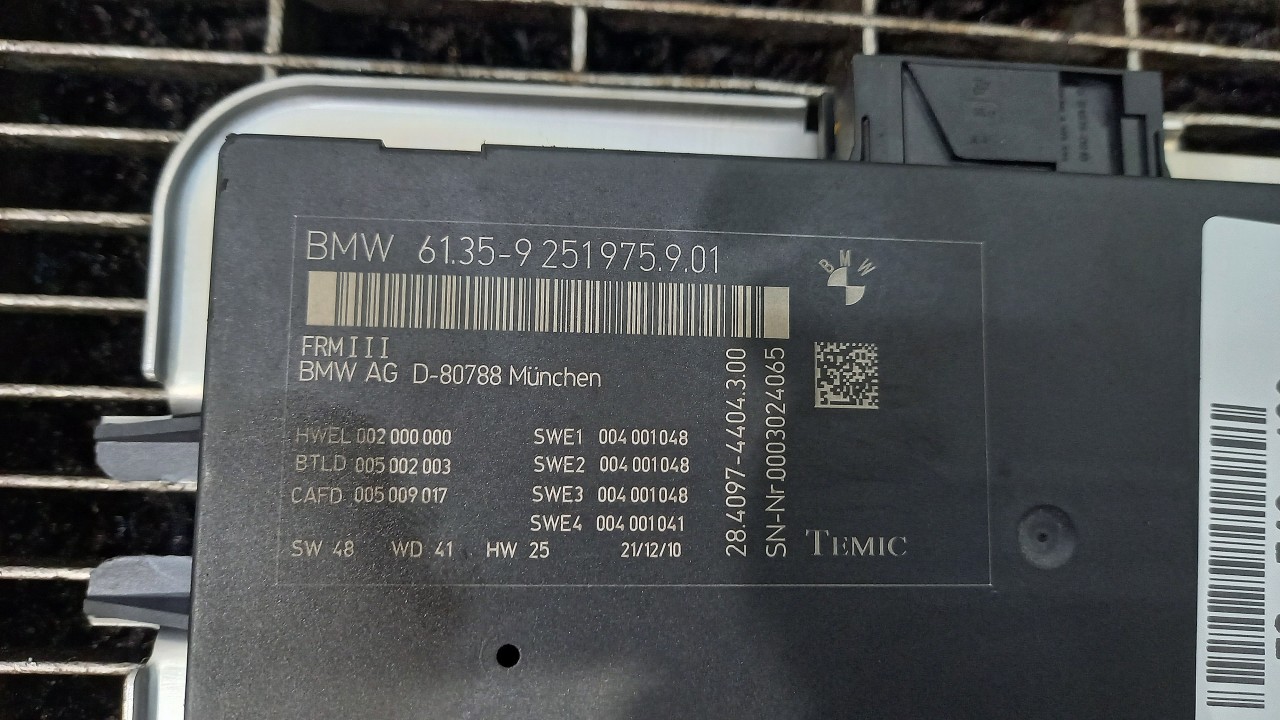 BMW 61.35-9 251975.9.01
BMW
FRMIII
BMW AG D-80788 München
HWEL 002 000 000 SWE1 004 001048
BTLD 005 002 003 SWE2 004 001048
CAFD 005 009 017 SWE3 004 001048
SWE4 004 001041
SW 48 WD 41 HW 25 21/12/10
28.4097-4404.3.00
SN-Nr.0003024065
TEMIC